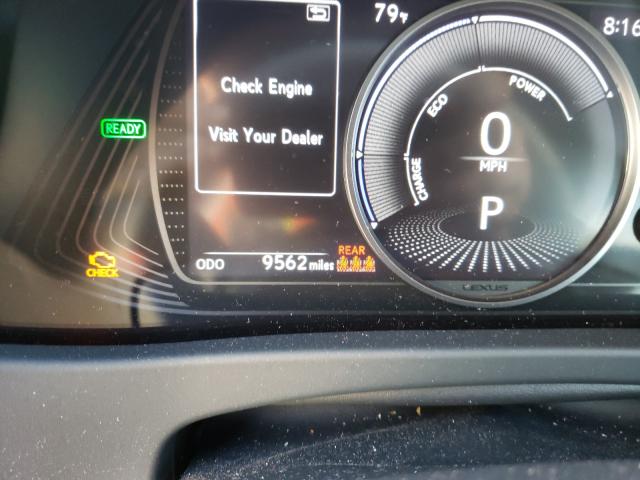 79°F
8:16
Check Engine
Visit Your Dealer
READY
ECO
POWER
CHARGE
0
MPH
P
CHECK
ODO 9562 miles
REAR
LEXUS